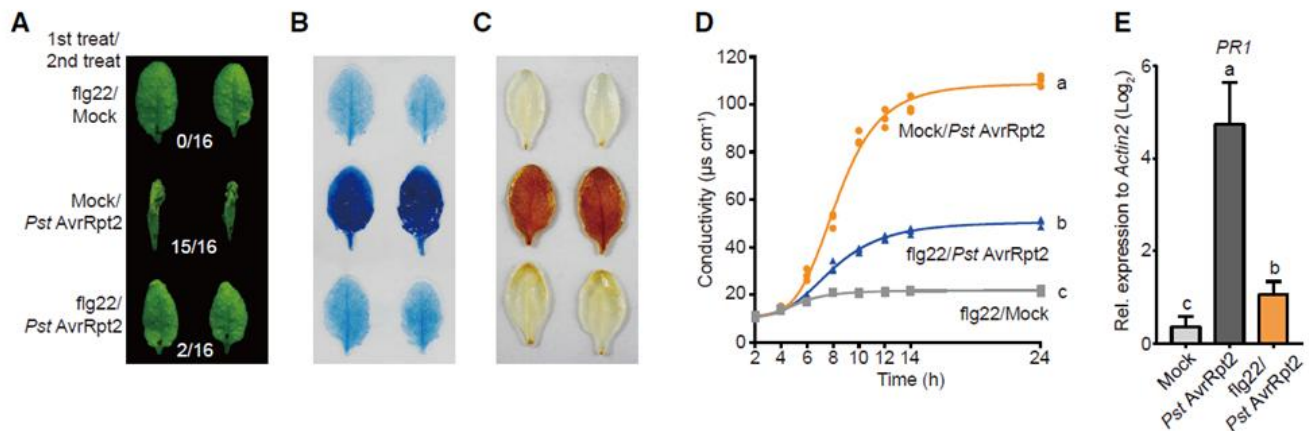 A
1st treat/
2nd treat
flg22/
Mock
0/16
Mock/
Pst AvrRpt2
15/16
flg22/
Pst AvrRpt2
2/16
B
C
D
Conductivity (µs cm⁻¹)
120
100
80
60
40
20
0
a
Mock/Pst AvrRpt2
b
flg22/Pst AvrRpt2
c
flg22/Mock
2 4 6 8 10 12 14 24
Time (h)
E
PR1
Rel. expression to Actin2 (Log₂)
6
4
2
0
c
a
b
Mock
Pst AvrRpt2
flg22/
Pst AvrRpt2